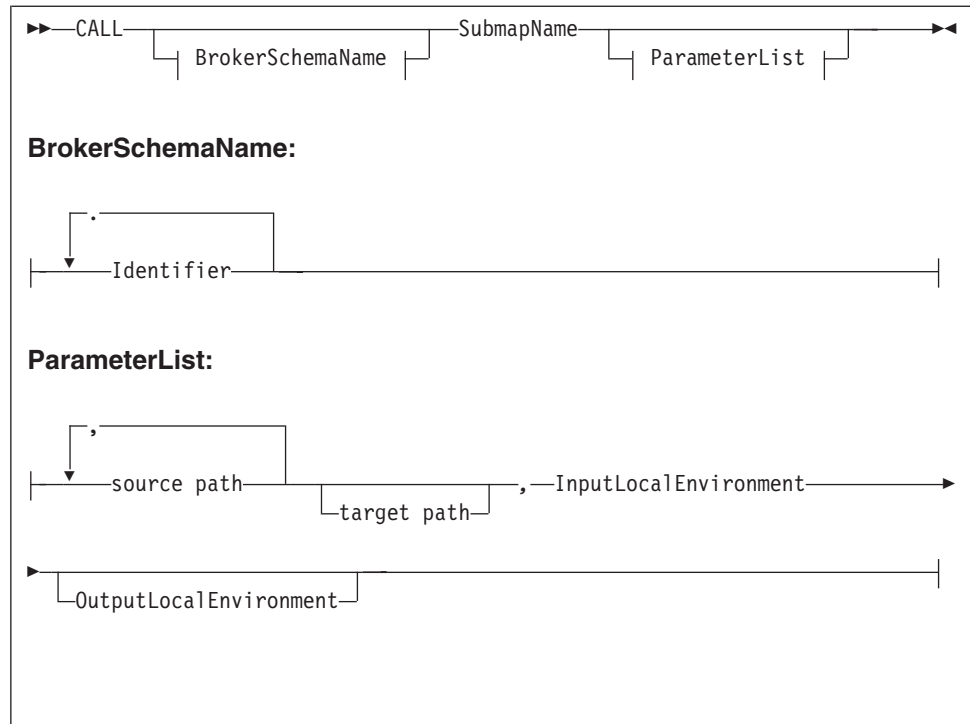 CALL SubmapName
BrokerSchemaName ParameterList
BrokerSchemaName:
.
Identifier
ParameterList:
,
source path , InputLocalEnvironment
target path
OutputLocalEnvironment